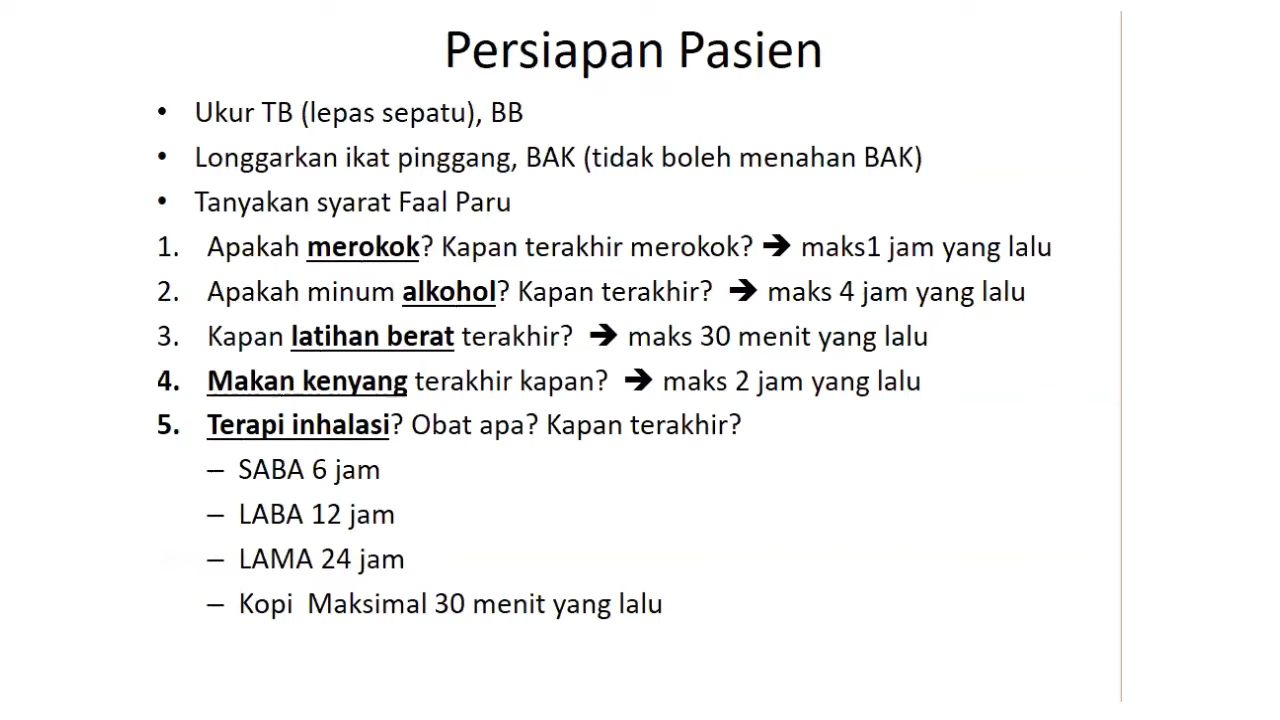 Persiapan Pasien
• Ukur TB (lepas sepatu), BB
• Longgarkan ikat pinggang, BAK (tidak boleh menahan BAK)
• Tanyakan syarat Faal Paru
1. Apakah merokok? Kapan terakhir merokok? ➔ maks1 jam yang lalu
2. Apakah minum alkohol? Kapan terakhir? ➔ maks 4 jam yang lalu
3. Kapan latihan berat terakhir? ➔ maks 30 menit yang lalu
4. Makan kenyang terakhir kapan? ➔ maks 2 jam yang lalu
5. Terapi inhalasi? Obat apa? Kapan terakhir?
– SABA 6 jam
– LABA 12 jam
– LAMA 24 jam
– Kopi Maksimal 30 menit yang lalu